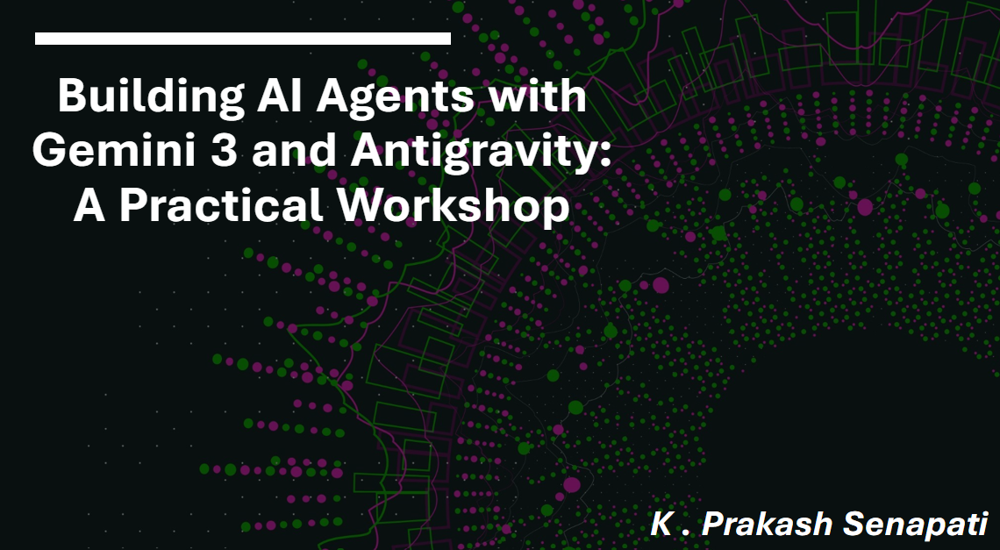 Building AI Agents with
Gemini 3 and Antigravity:
A Practical Workshop
K . Prakash Senapati